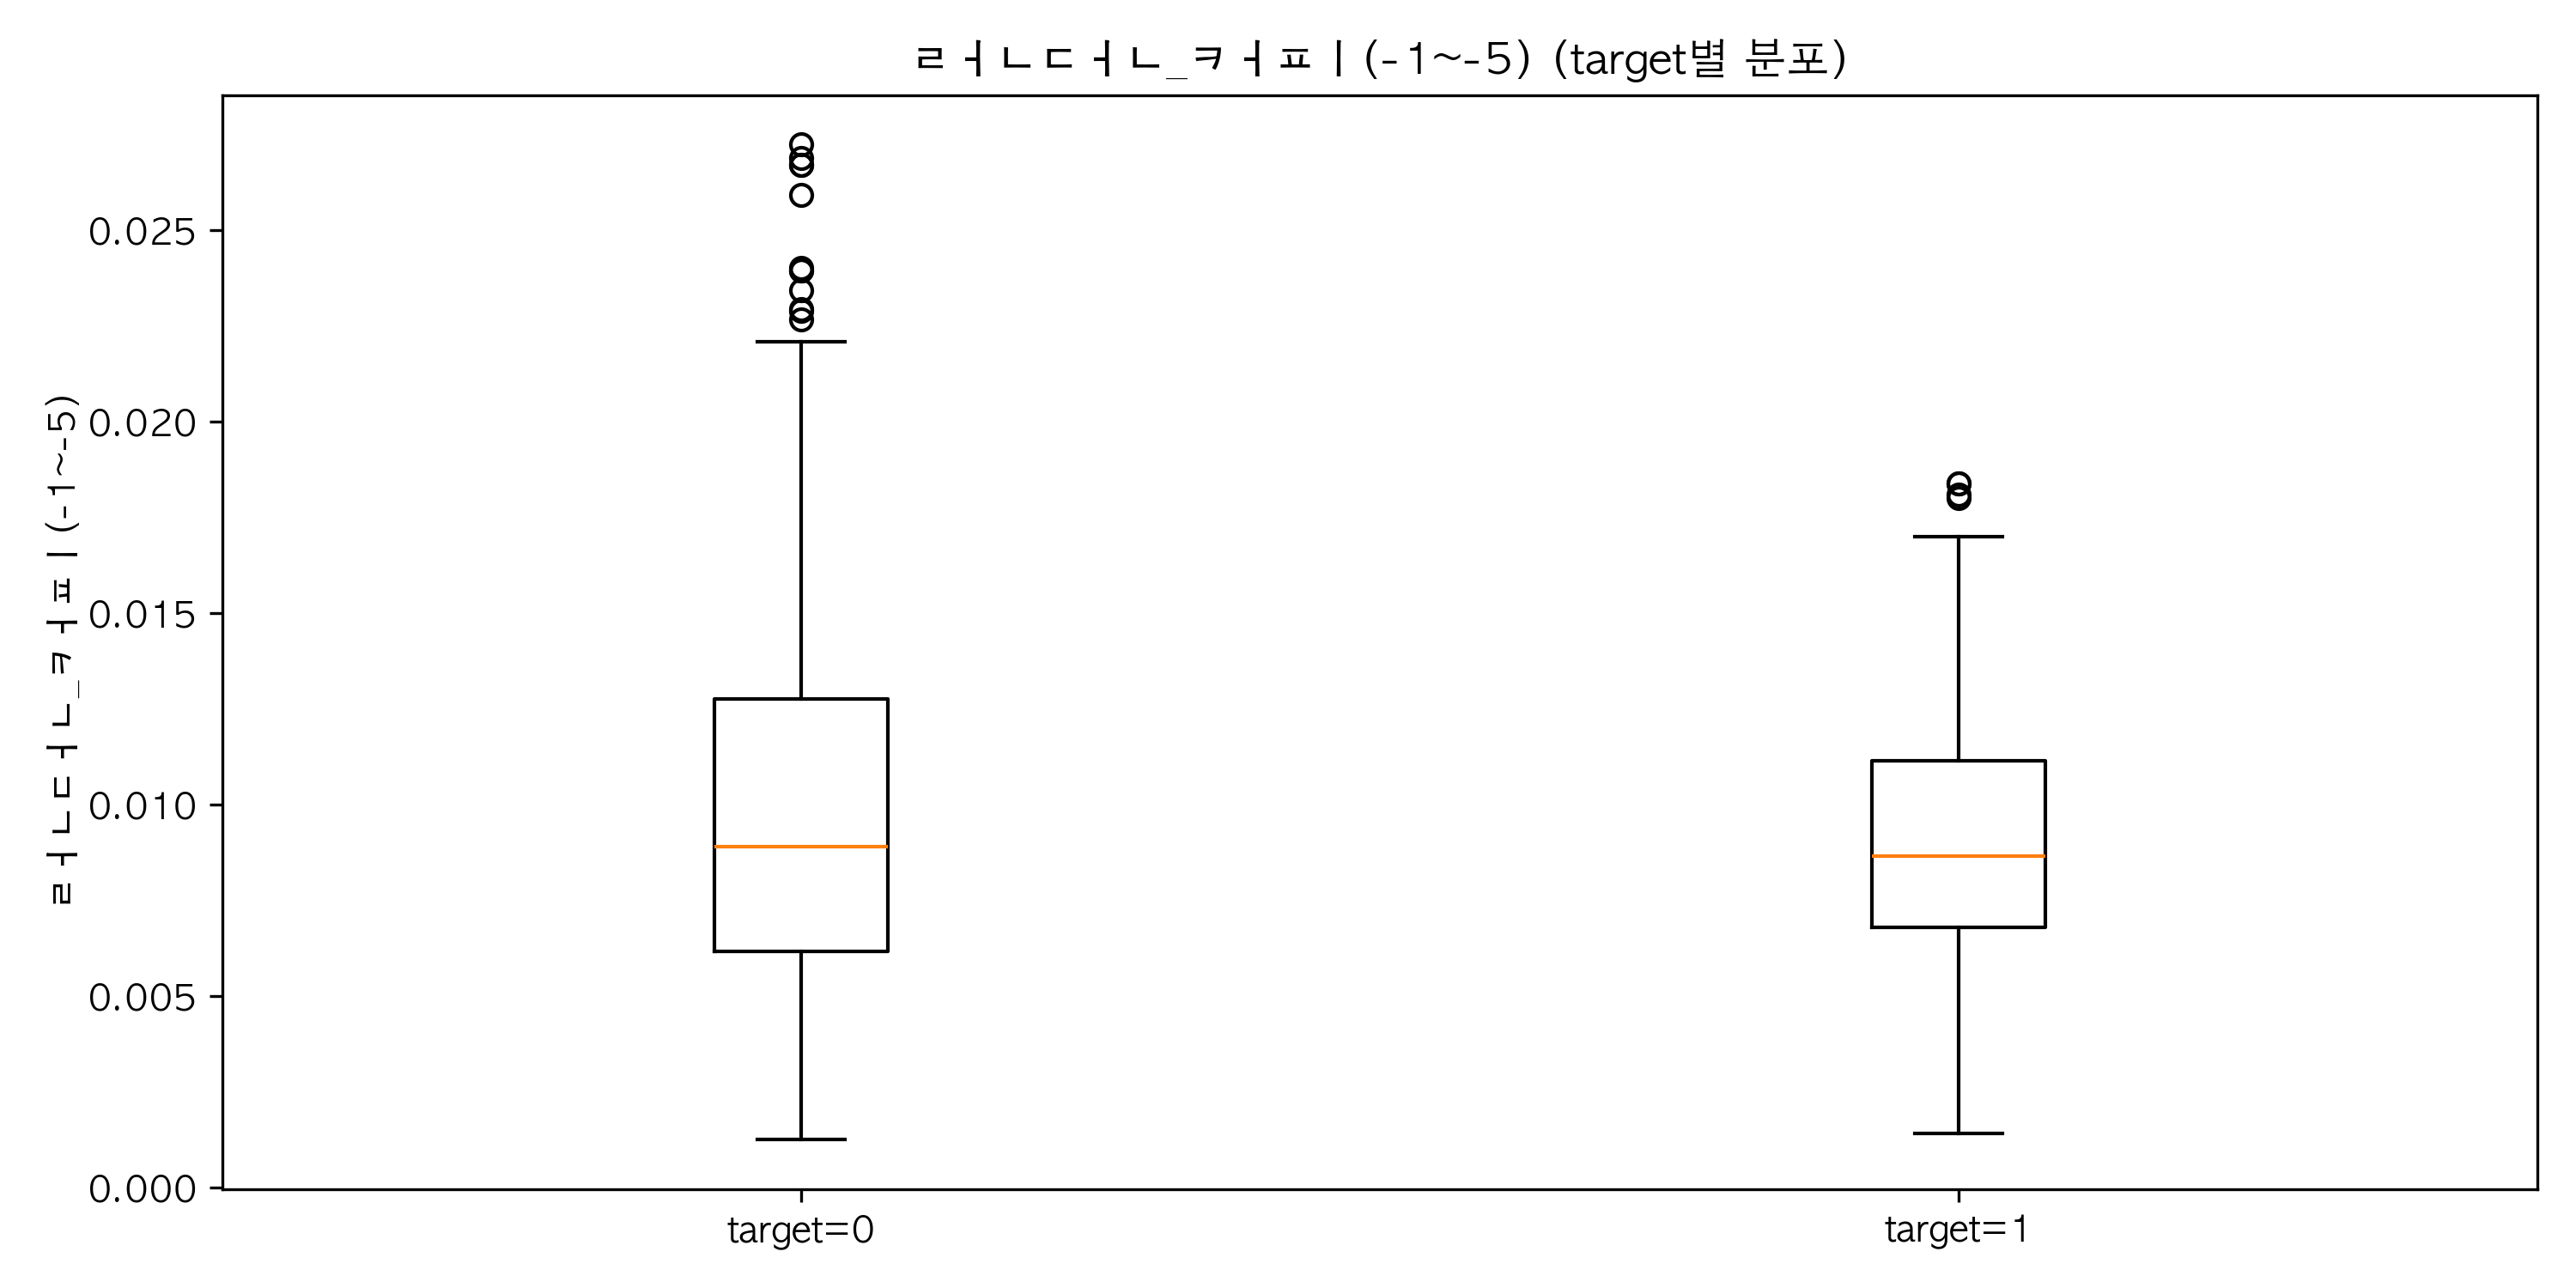 ㄹㅓㄴㄷㅓㄴ_ㅋㅓㅍㅣ(-1~-5) (target별 분포)
ㄹㅓㄴㄷㅓㄴ_ㅋㅓㅍㅣ(-1~-5)
0.025
0.020
0.015
0.010
0.005
0.000
target=0
target=1